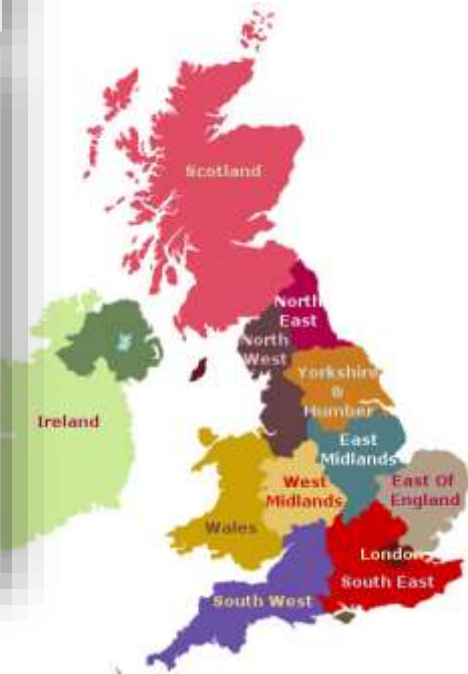 Scotland
North
East
North
West
Yorkshire
&
Humber
Ireland
East
Midlands
West
Midlands
East Of
England
Wales
London
South East
South West